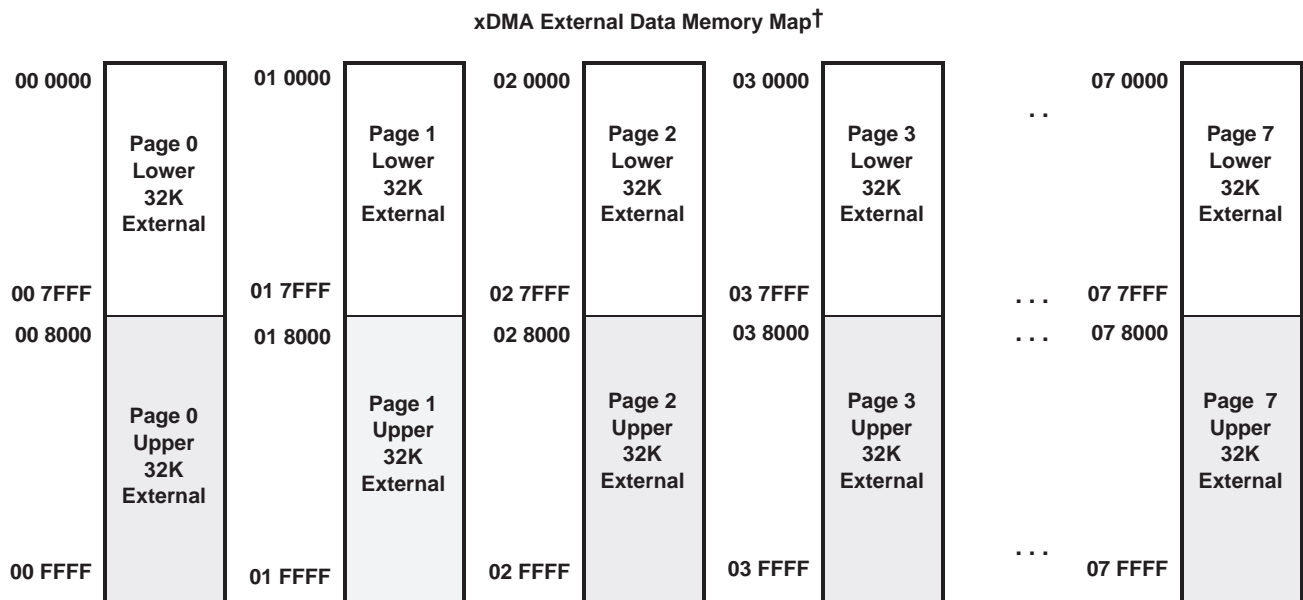 xDMA External Data Memory Map†
00 0000
01 0000
02 0000
03 0000
07 0000
. .
Page 0
Lower
32K
External
Page 1
Lower
32K
External
Page 2
Lower
32K
External
Page 3
Lower
32K
External
Page 7
Lower
32K
External
00 7FFF
01 7FFF
02 7FFF
03 7FFF
. . .
07 7FFF
00 8000
01 8000
02 8000
03 8000
. . .
07 8000
Page 0
Upper
32K
External
Page 1
Upper
32K
External
Page 2
Upper
32K
External
Page 3
Upper
32K
External
Page 7
Upper
32K
External
00 FFFF
01 FFFF
02 FFFF
03 FFFF
. . .
07 FFFF